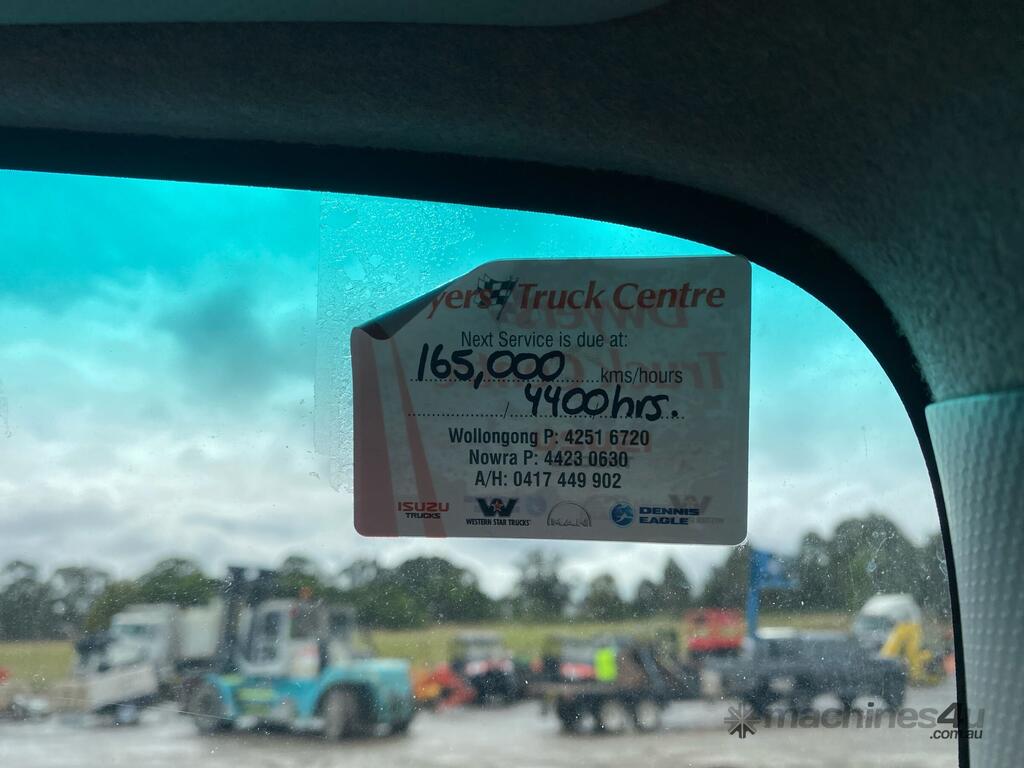 yers Truck Centre
Next Service is due at:
165,000 kms/hours
/ 4400hrs. /
Wollongong P: 4251 6720
Nowra P: 4423 0630
A/H: 0417 449 902
ISUZU TRUCKS
WESTERN STAR TRUCKS
MAN
DENNIS EAGLE
machines4u
.com.au